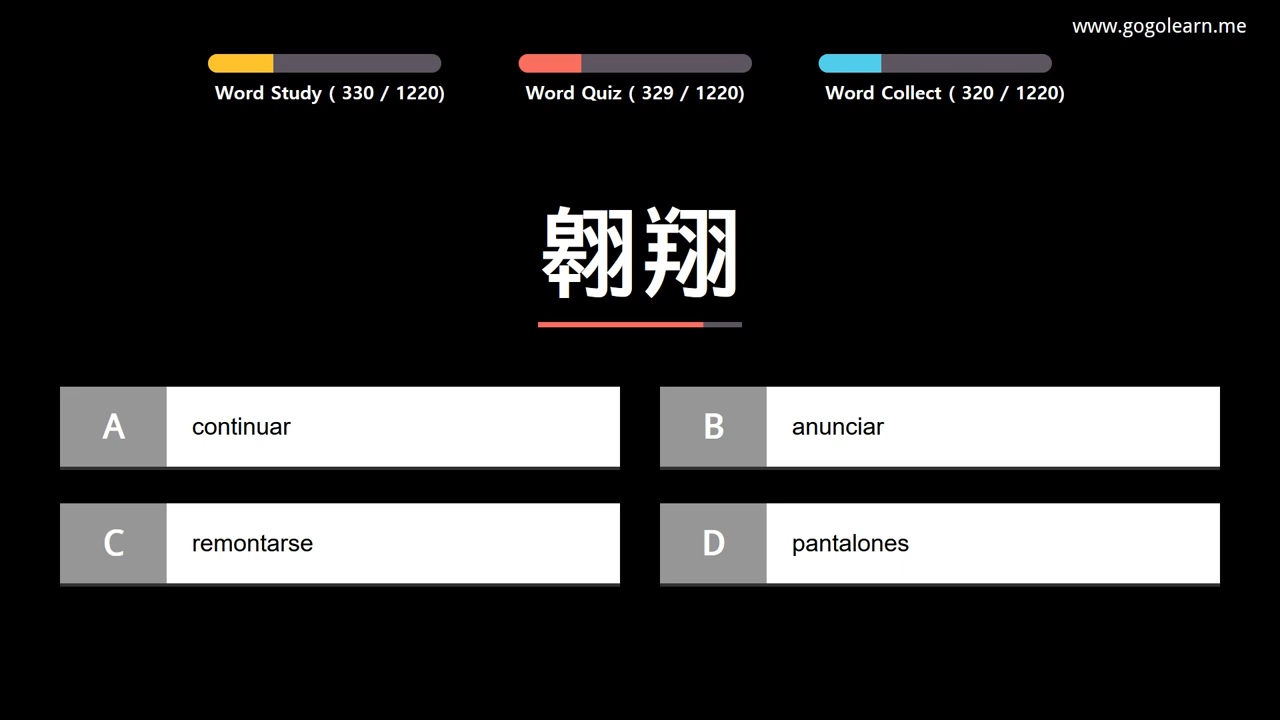 www.gogolearn.me
Word Study ( 330 / 1220)
Word Quiz ( 329 / 1220)
Word Collect ( 320 / 1220)
翱翔
A continuar
B anunciar
C remontarse
D pantalones